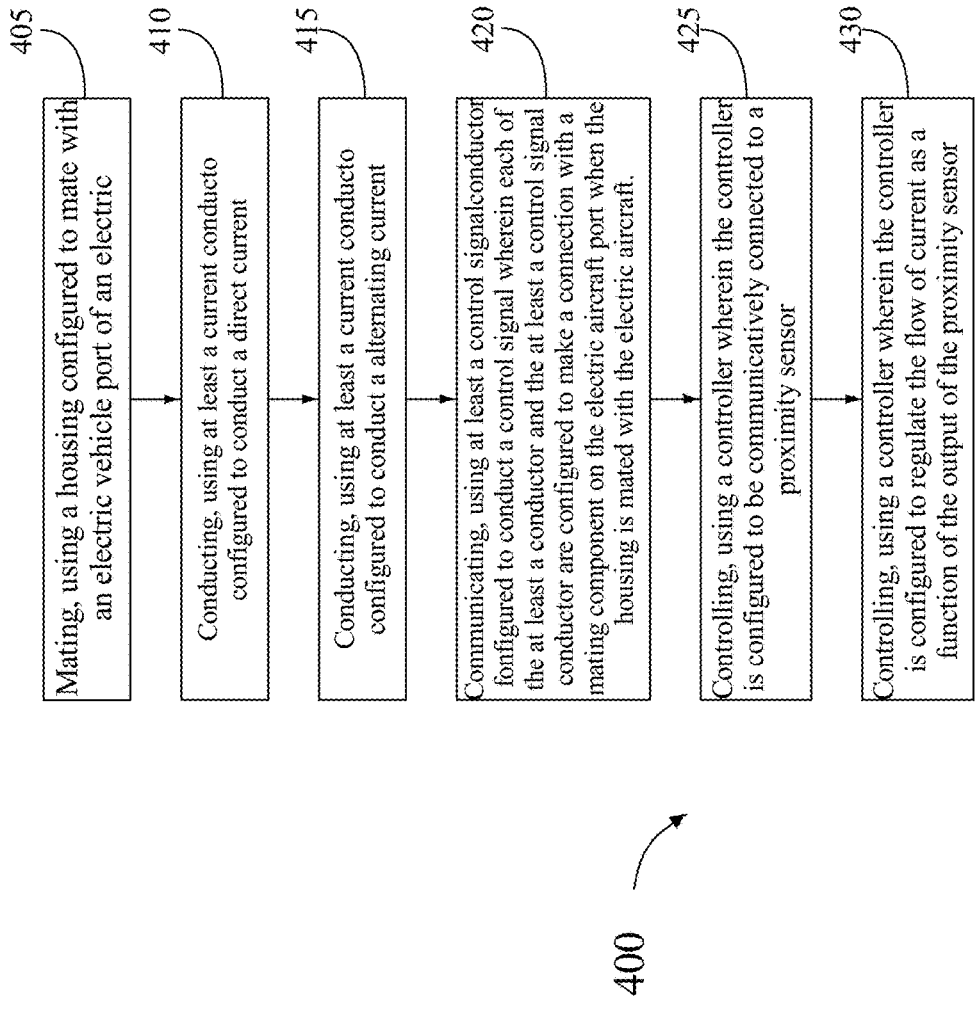 405
Mating, using a housing configured to mate with
an electric vehicle port of an electric
410
Conducting, using at least a current conducto
configured to conduct a direct current
415
Conducting, using at least a current conducto
configured to conduct a alternating current
420
Communicating, using at least a control signalconductor
fonfigured to conduct a control signal wherein each of
the at least a conductor and the at least a control signal
conductor are configured to make a connection with a
mating component on the electric aircraft port when the
housing is mated with the electric aircraft.
425
Controlling, using a controller wherein the controller
is configured to be communicatively connected to a
proximity sensor
430
Controlling, using a controller wherein the controller
is configured to regulate the flow of current as a
function of the output of the proximity sensor
400